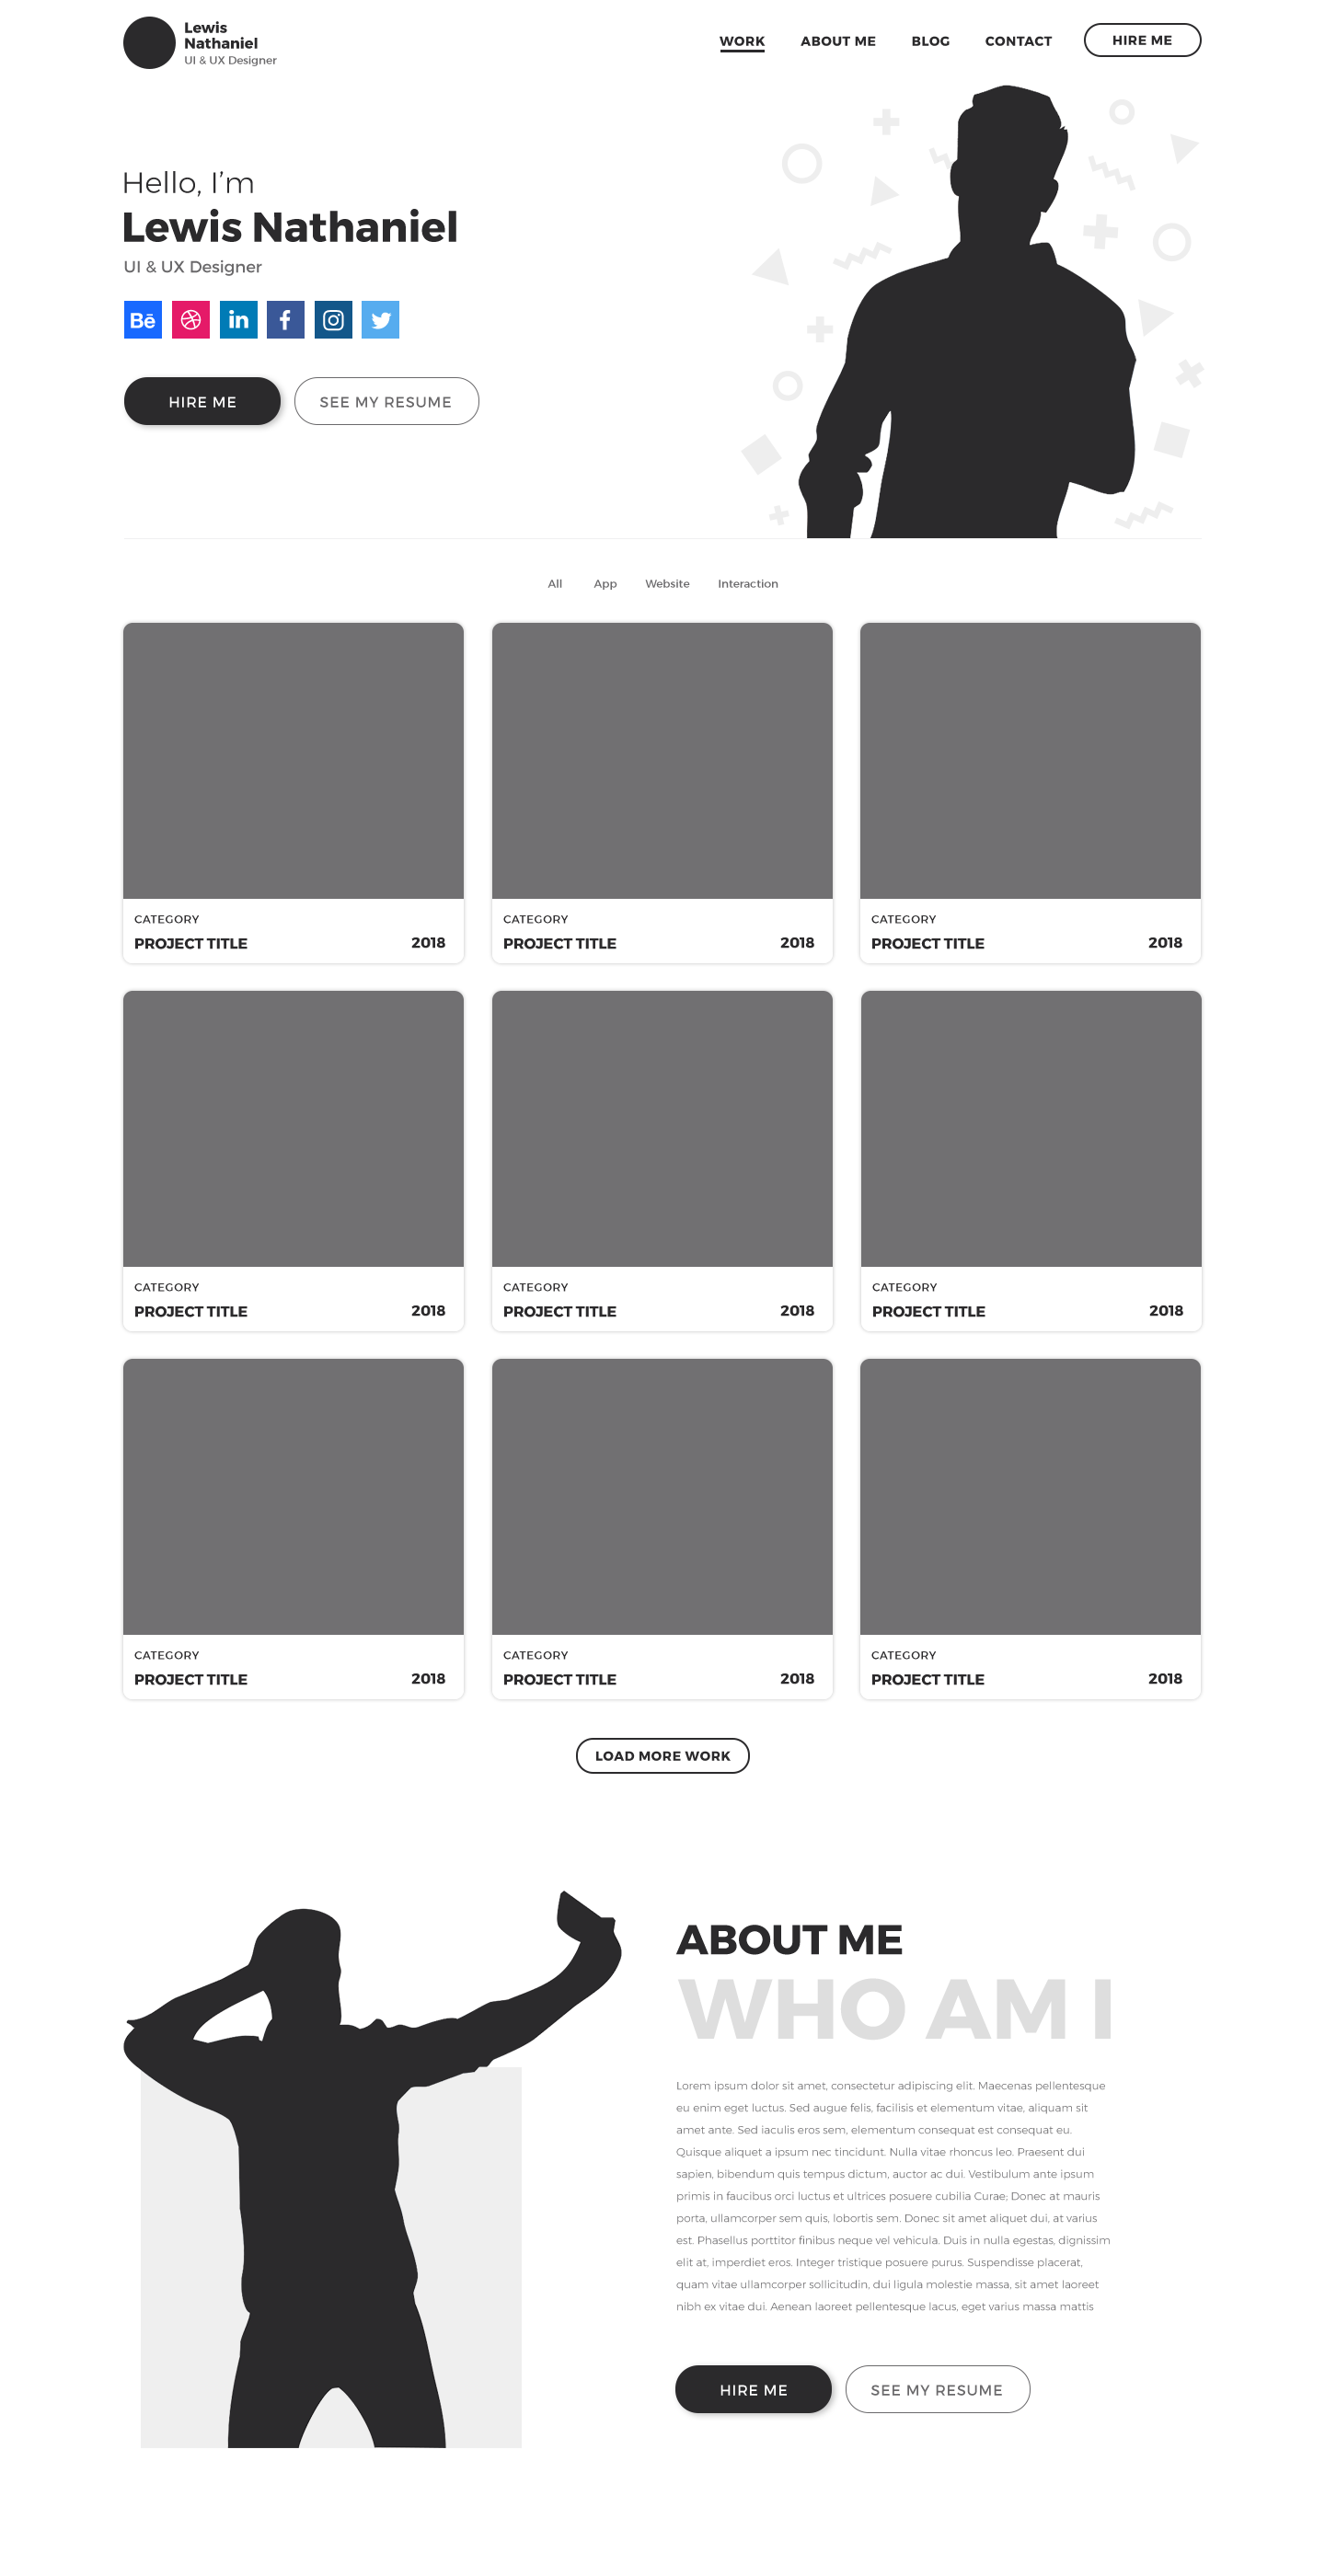 Lewis
Nathaniel
UI & UX Designer
WORK
ABOUT ME
BLOG
CONTACT
HIRE ME
Hello, I'm
Lewis Nathaniel
UI & UX Designer
Bē
in
f
HIRE ME
SEE MY RESUME
All
App
Website
Interaction
CATEGORY
PROJECT TITLE
2018
CATEGORY
PROJECT TITLE
2018
CATEGORY
PROJECT TITLE
2018
CATEGORY
PROJECT TITLE
2018
CATEGORY
PROJECT TITLE
2018
CATEGORY
PROJECT TITLE
2018
CATEGORY
PROJECT TITLE
2018
CATEGORY
PROJECT TITLE
2018
CATEGORY
PROJECT TITLE
2018
LOAD MORE WORK
ABOUT ME
WHO AM I
Lorem ipsum dolor sit amet, consectetur adipiscing elit. Maecenas pellentesque
eu enim eget luctus. Sed augue felis, facilisis et elementum vitae, aliquam sit
amet ante. Sed iaculis eros sem, elementum consequat est consequat eu.
Quisque aliquet a ipsum nec tincidunt. Nulla vitae rhoncus leo. Praesent dui
sapien, bibendum quis tempus dictum, auctor ac dui. Vestibulum ante ipsum
primis in faucibus orci luctus et ultrices posuere cubilia Curae; Donec at mauris
porta, ullamcorper sem quis, lobortis sem. Donec sit amet aliquet dui, at varius
est. Phasellus porttitor finibus neque vel vehicula. Duis in nulla egestas, dignissim
elit at, imperdiet eros. Integer tristique posuere purus. Suspendisse placerat,
quam vitae ullamcorper sollicitudin, dui ligula molestie massa, sit amet laoreet
nibh ex vitae dui. Aenean laoreet pellentesque lacus, eget varius massa mattis
HIRE ME
SEE MY RESUME